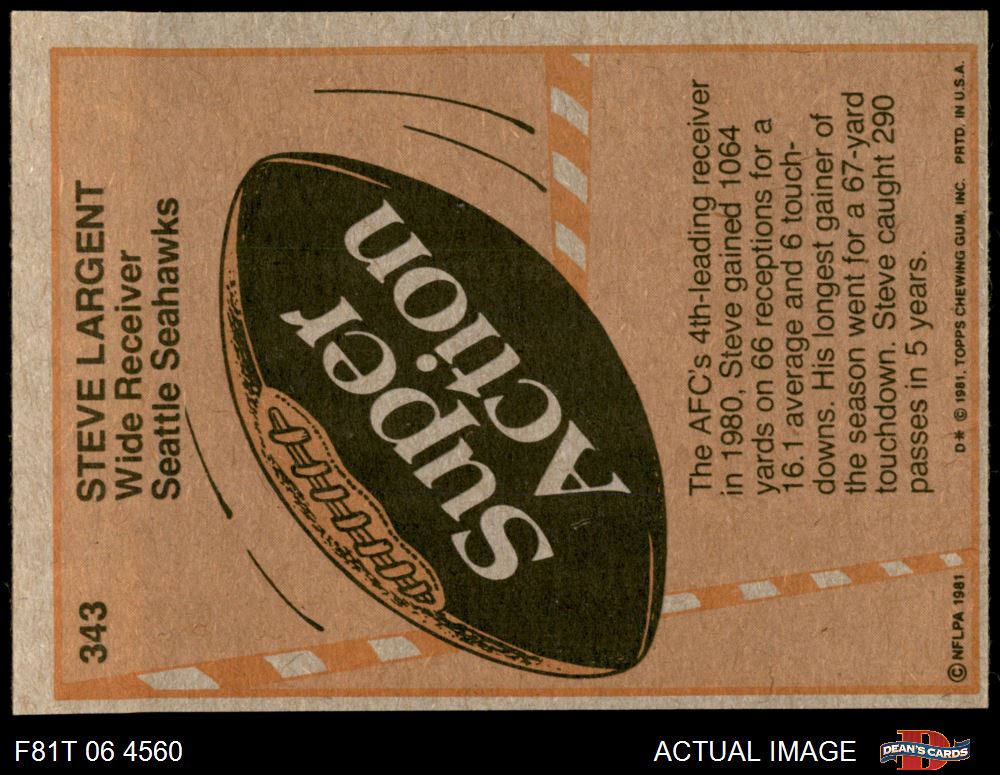 343
STEVE LARGENT
Wide Receiver
Seattle Seahawks
Super
Action
The AFC's 4th-leading receiver
in 1980, Steve gained 1064
yards on 66 receptions for a
16.1 average and 6 touch-
downs. His longest gainer of
the season went for a 67-yard
touchdown. Steve caught 290
passes in 5 years.
© NFLPA 1981
D* © 1981, TOPPS CHEWING GUM, INC. PRTD. IN U.S.A.
F81T 06 4560
ACTUAL IMAGE
D
DEAN'S CARDS